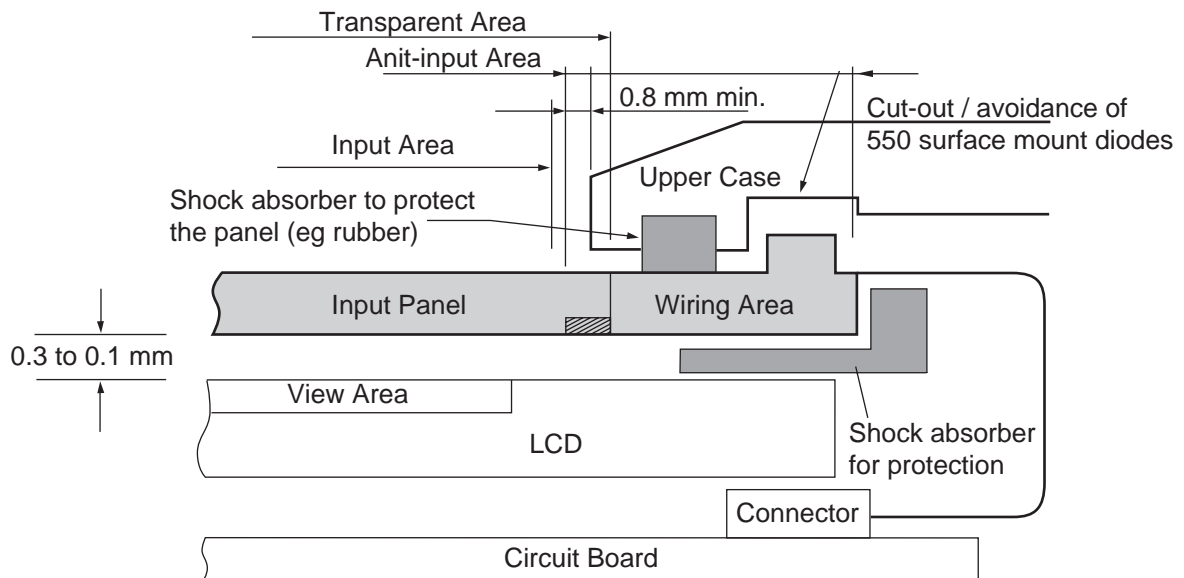 Transparent Area
Anit-input Area
0.8 mm min.
Cut-out / avoidance of
550 surface mount diodes
Input Area
Upper Case
Shock absorber to protect
the panel (eg rubber)
Input Panel
Wiring Area
0.3 to 0.1 mm
View Area
LCD
Shock absorber
for protection
Connector
Circuit Board